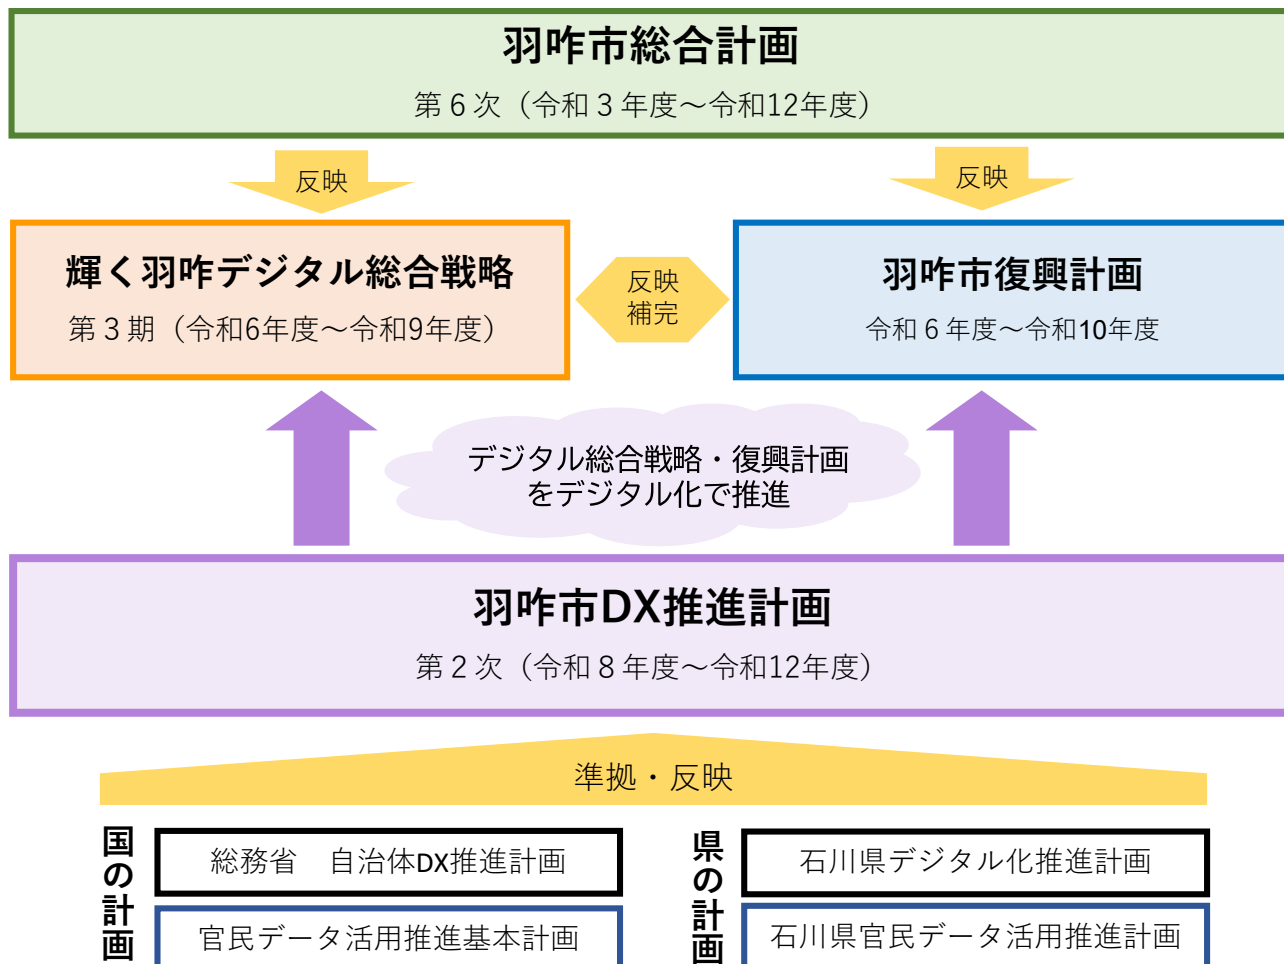 羽咋市総合計画
第６次（令和３年度～令和12年度）
反映
反映
輝く羽咋デジタル総合戦略
第３期（令和6年度～令和9年度）
反映
補完
羽咋市復興計画
令和６年度～令和10年度
デジタル総合戦略・復興計画
をデジタル化で推進
羽咋市DX推進計画
第２次（令和８年度～令和12年度）
準拠・反映
国の計画
総務省　自治体DX推進計画
官民データ活用推進基本計画
県の計画
石川県デジタル化推進計画
石川県官民データ活用推進計画